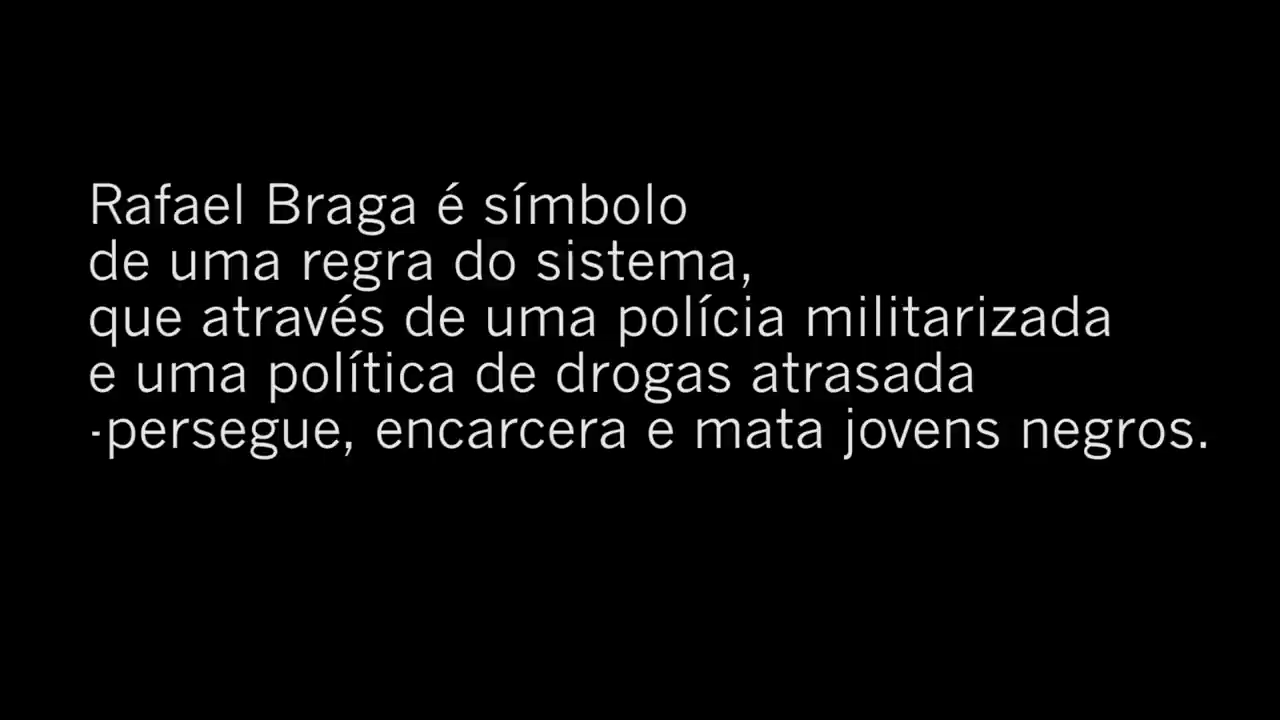 Rafael Braga é símbolo
de uma regra do sistema,
que através de uma polícia militarizada
e uma política de drogas atrasada
-persegue, encarcera e mata jovens negros.